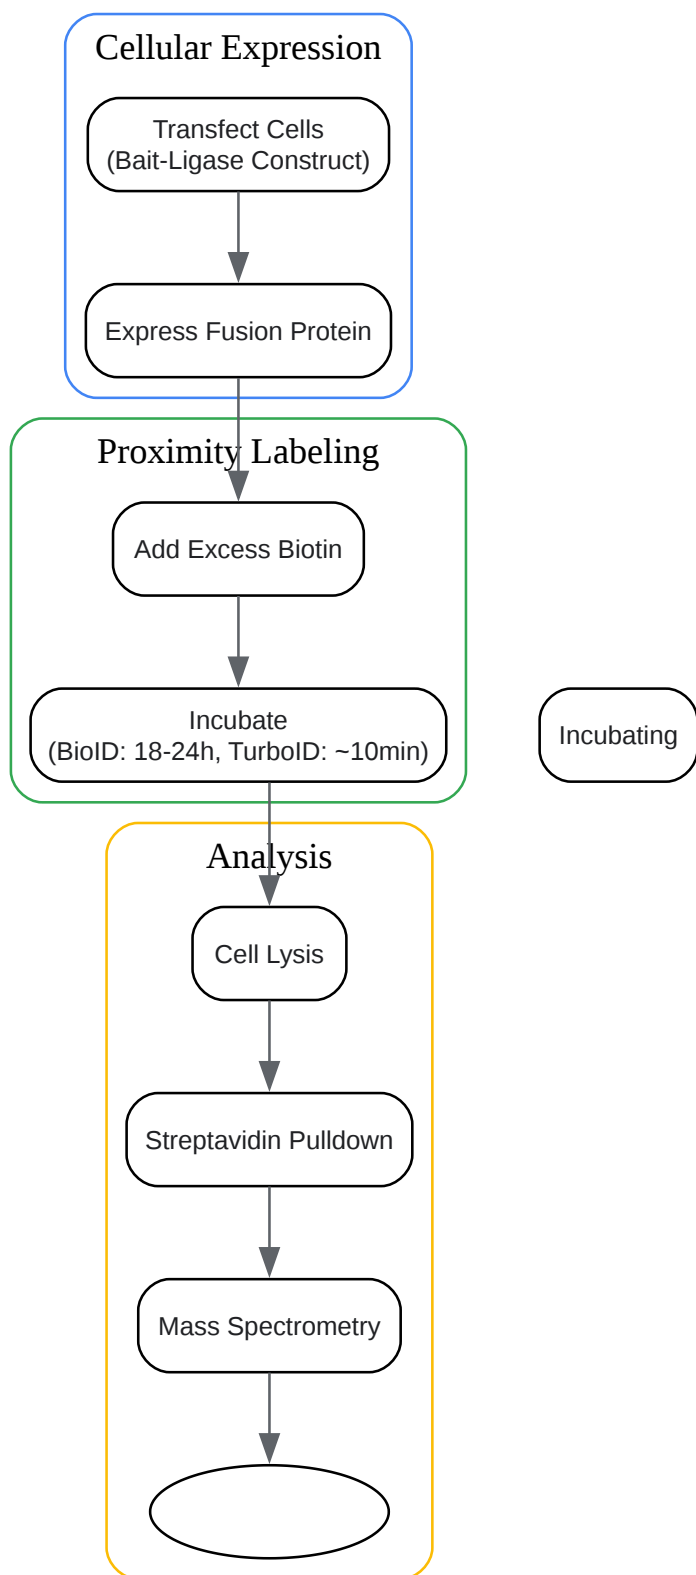 Cellular Expression
Transfect Cells
(Bait-Ligase Construct)
Express Fusion Protein
Proximity Labeling
Add Excess Biotin
Incubate
(BioID: 18-24h, TurboID: ~10min)
Incubating
Analysis
Cell Lysis
Streptavidin Pulldown
Mass Spectrometry